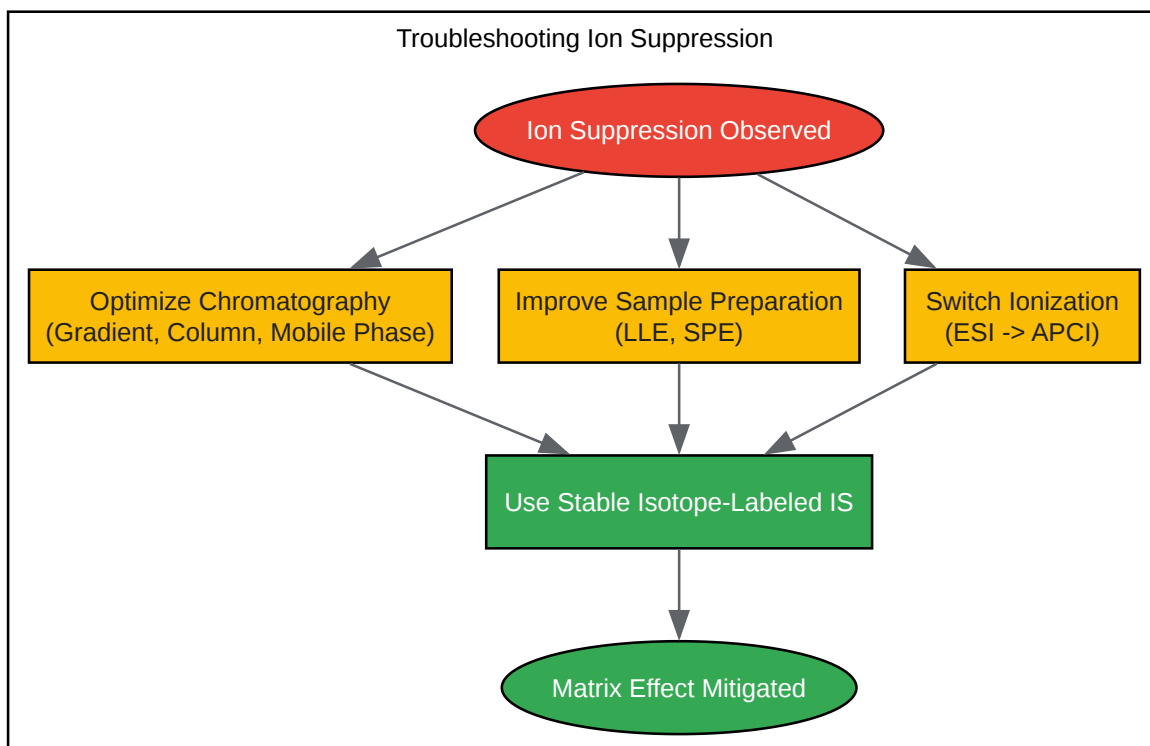 Troubleshooting Ion Suppression
Ion Suppression Observed
Optimize Chromatography
(Gradient, Column, Mobile Phase)
Improve Sample Preparation
(LLE, SPE)
Switch Ionization
(ESI -> APCI)
Use Stable Isotope-Labeled IS
Matrix Effect Mitigated